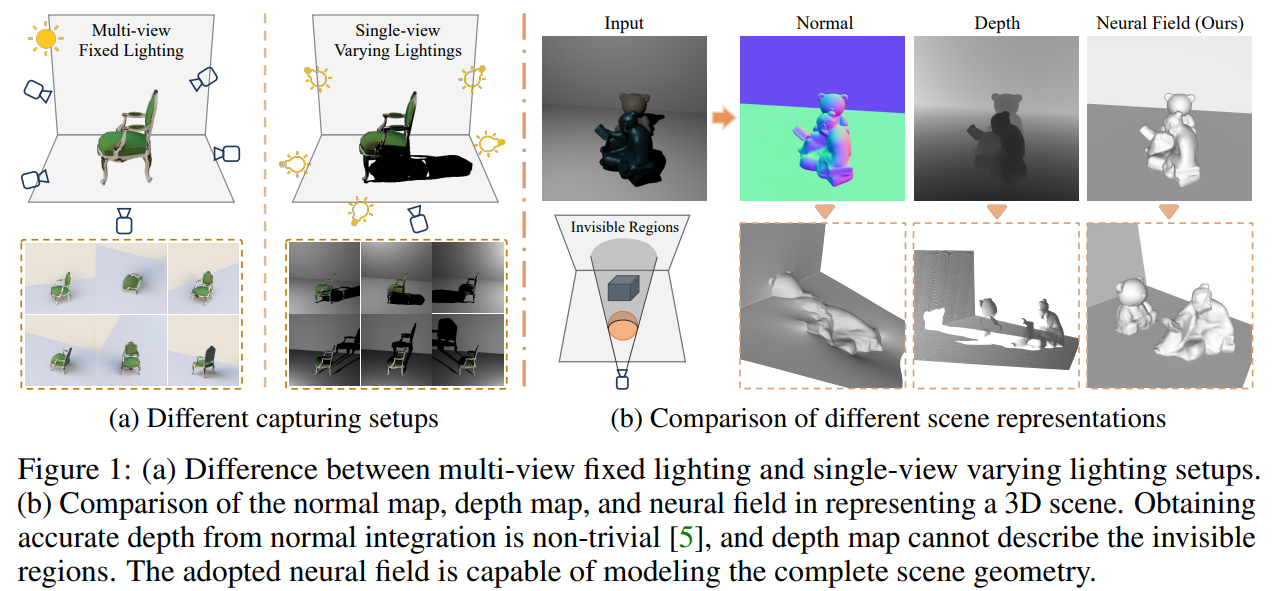 Multi-view
Fixed Lighting
Single-view
Varying Lightings
Input
Normal
Depth
Neural Field (Ours)
Invisible Regions
(a) Different capturing setups
(b) Comparison of different scene representations
Figure 1: (a) Difference between multi-view fixed lighting and single-view varying lighting setups.
(b) Comparison of the normal map, depth map, and neural field in representing a 3D scene. Obtaining
accurate depth from normal integration is non-trivial [5], and depth map cannot describe the invisible
regions. The adopted neural field is capable of modeling the complete scene geometry.